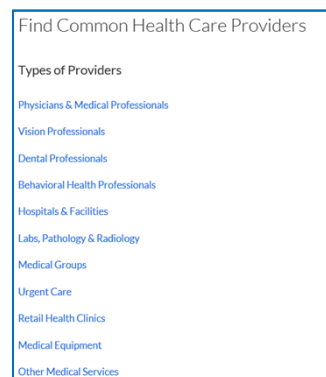 Find Common Health Care Providers
Types of Providers
Physicians & Medical Professionals
Vision Professionals
Dental Professionals
Behavioral Health Professionals
Hospitals & Facilities
Labs, Pathology & Radiology
Medical Groups
Urgent Care
Retail Health Clinics
Medical Equipment
Other Medical Services